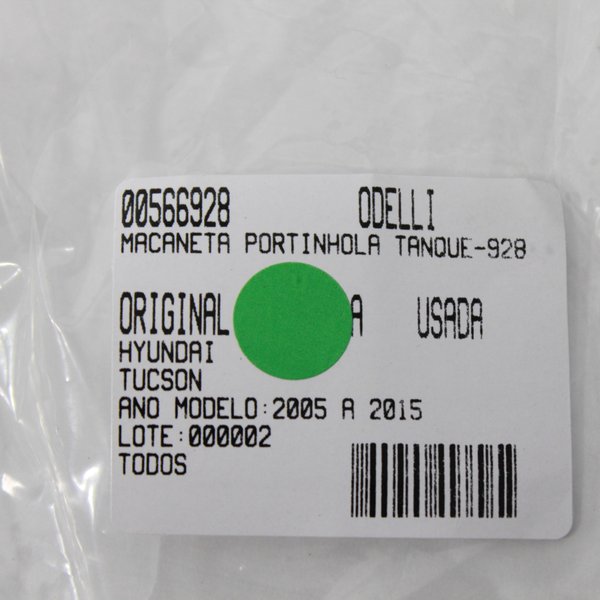 00566928 ODELLI
MACANETA PORTINHOLA TANQUE-928
ORIGINAL USADA
HYUNDAI
TUCSON
ANO MODELO:2005 A 2015
LOTE:000002
TODOS